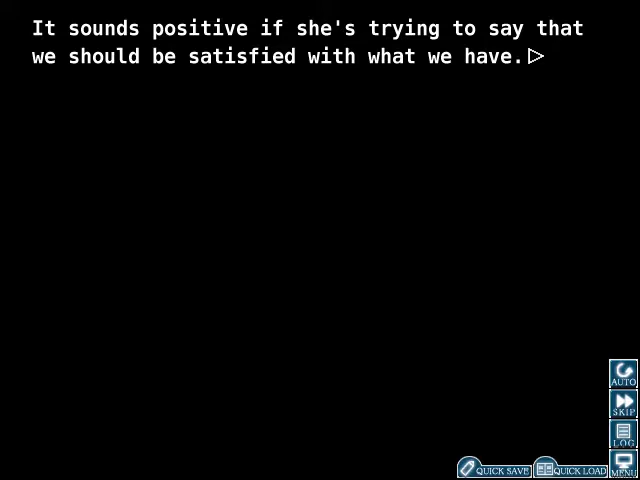 It sounds positive if she's trying to say that
we should be satisfied with what we have.
AUTO
SKIP
LOG
QUICK SAVE
QUICK LOAD
MENU